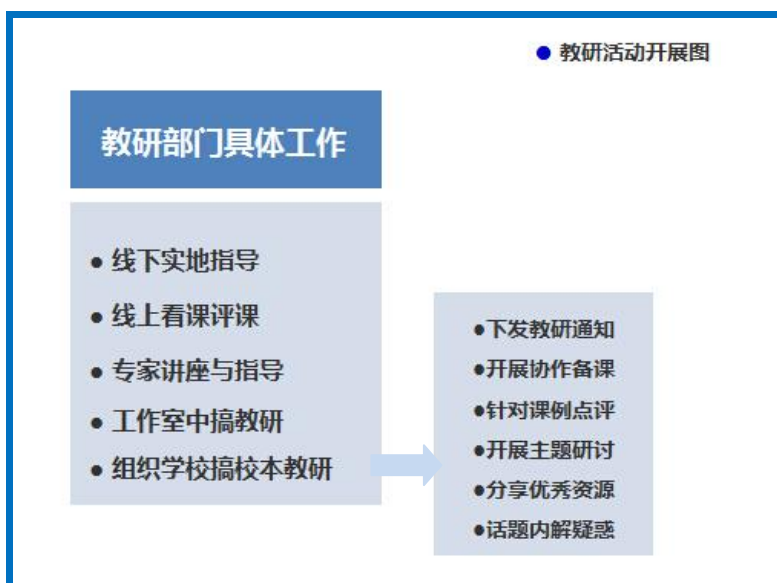 ● 教研活动开展图
教研部门具体工作
● 线下实地指导
● 线上看课评课
● 专家讲座与指导
● 工作室中搞教研
● 组织学校搞校本教研
●下发教研通知
●开展协作备课
●针对课例点评
●开展主题研讨
●分享优秀资源
●话题内解疑惑